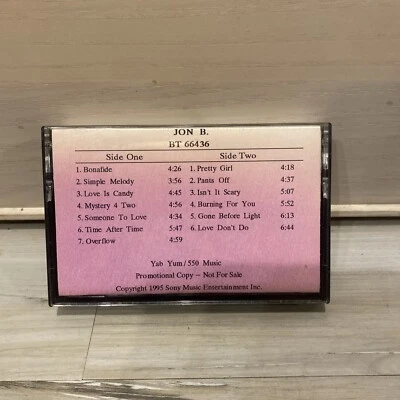 JON B.
BT 66436
Side One Side Two
1. Bonafide 4:26 1. Pretty Girl 4:18
2. Simple Melody 3:56 2. Pants Off 4:37
3. Love Is Candy 4:45 3. Isn't It Scary 5:07
4. Mystery 4 Two 4:56 4. Burning For You 5:52
5. Someone To Love 4:34 5. Gone Before Light 6:13
6. Time After Time 5:47 6. Love Don't Do 6:44
7. Overflow 4:59
Yab Yum/550 Music
Promotional Copy ~ Not For Sale
Copyright 1995 Sony Music Entertainment Inc.